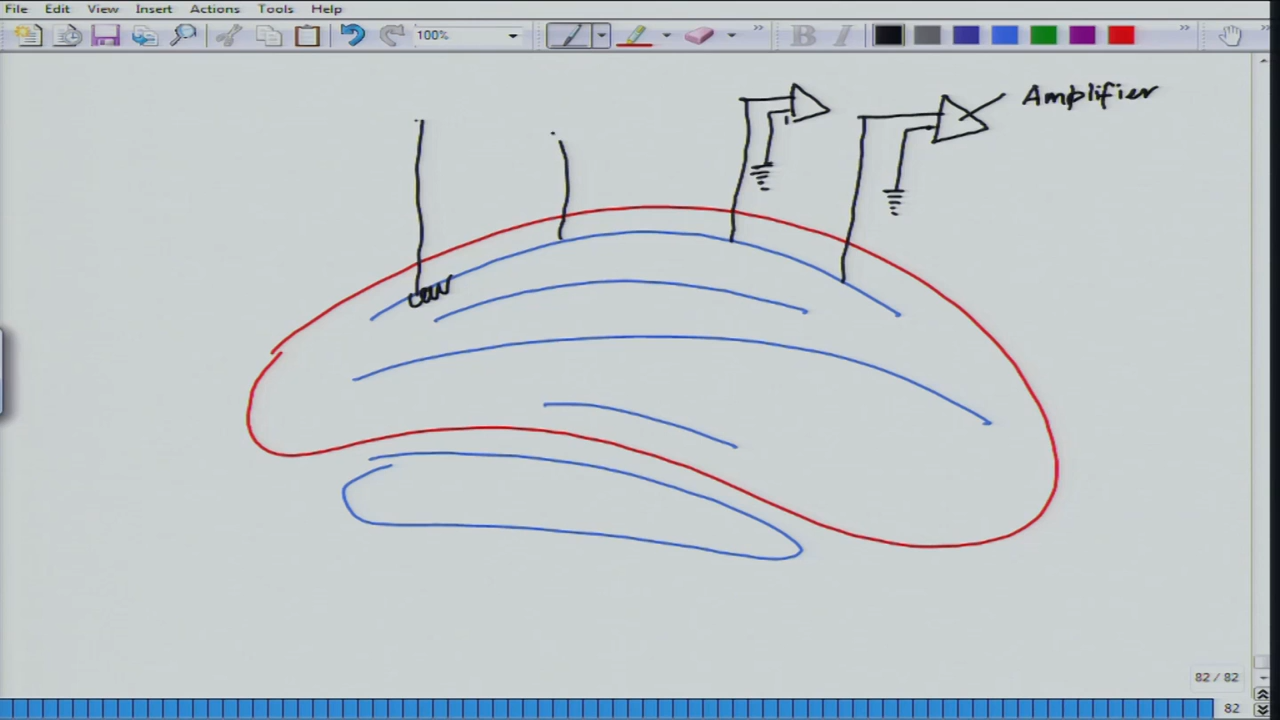 File Edit View Insert Actions Tools Help
100%
B I
Amplifier
82 / 82
82